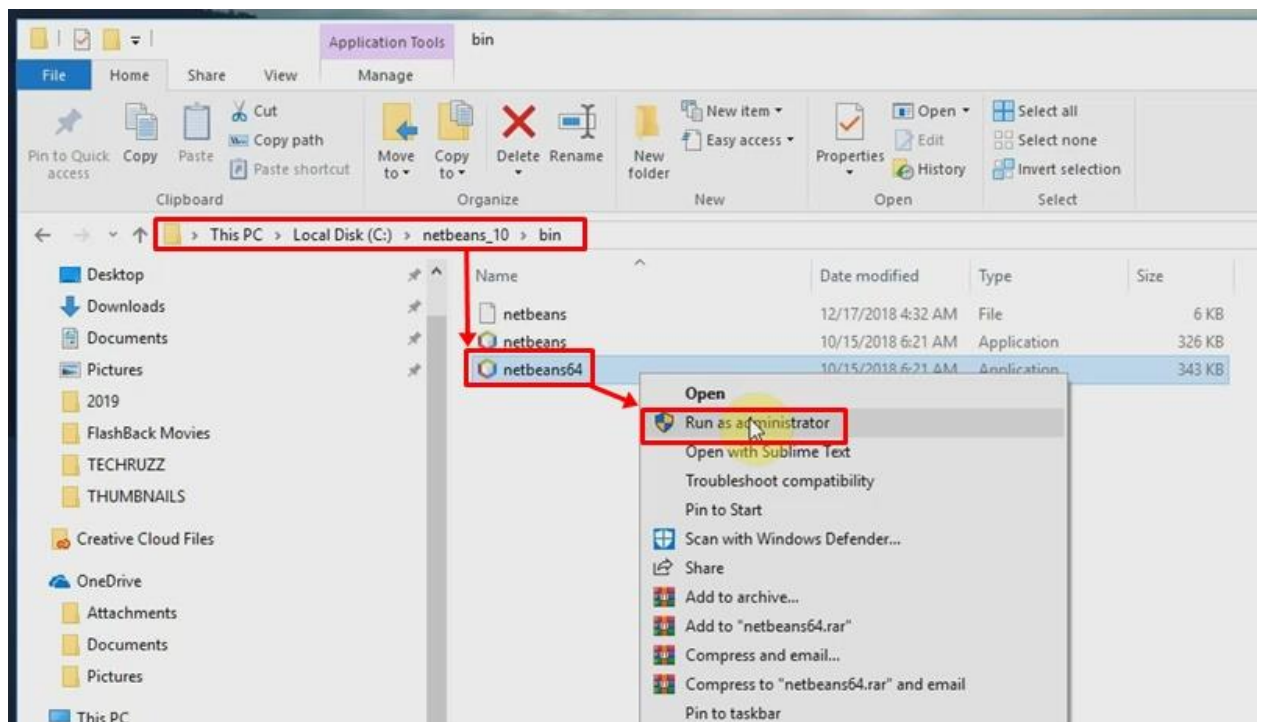 Application Tools bin
File Home Share View Manage
Pin to Quick access
Copy
Paste
Cut
Copy path
Paste shortcut
Clipboard
Move to
Copy to
Delete
Rename
Organize
New folder
New item
Easy access
New
Properties
Open
Edit
History
Open
Select all
Select none
Invert selection
Select
This PC > Local Disk (C:) > netbeans_10 > bin
Desktop
Downloads
Documents
Pictures
2019
FlashBack Movies
TECHRUZZ
THUMBNAILS
Creative Cloud Files
OneDrive
Attachments
Documents
Pictures
This PC
Name Date modified Type Size
netbeans 12/17/2018 4:32 AM File 6 KB
netbeans 10/15/2018 6:21 AM Application 326 KB
netbeans64 10/15/2018 6:21 AM Application 343 KB
Open
Run as administrator
Open with Sublime Text
Troubleshoot compatibility
Pin to Start
Scan with Windows Defender...
Share
Add to archive...
Add to "netbeans64.rar"
Compress and email...
Compress to "netbeans64.rar" and email
Pin to taskbar